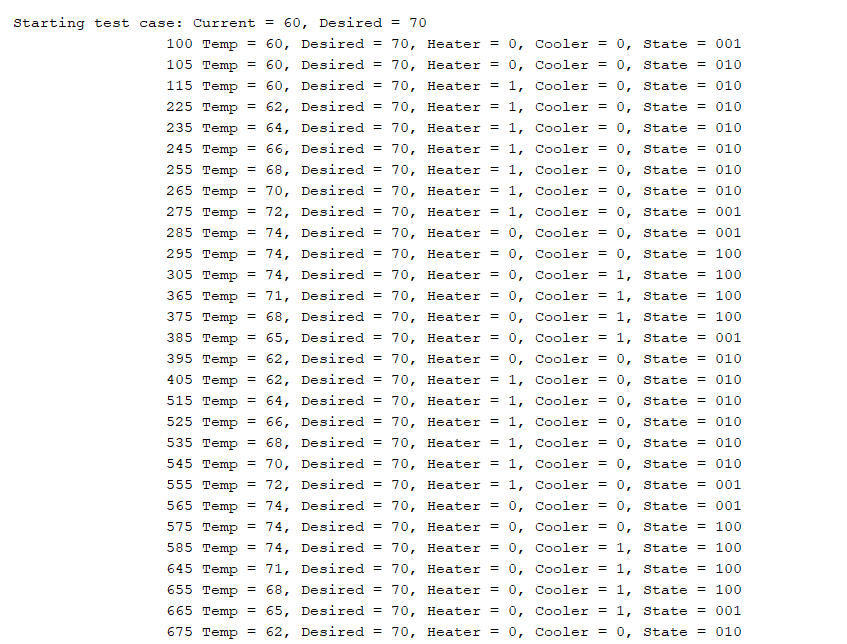 Starting test case: Current = 60, Desired = 70
100 Temp = 60, Desired = 70, Heater = 0, Cooler = 0, State = 001
105 Temp = 60, Desired = 70, Heater = 0, Cooler = 0, State = 010
115 Temp = 60, Desired = 70, Heater = 1, Cooler = 0, State = 010
225 Temp = 62, Desired = 70, Heater = 1, Cooler = 0, State = 010
235 Temp = 64, Desired = 70, Heater = 1, Cooler = 0, State = 010
245 Temp = 66, Desired = 70, Heater = 1, Cooler = 0, State = 010
255 Temp = 68, Desired = 70, Heater = 1, Cooler = 0, State = 010
265 Temp = 70, Desired = 70, Heater = 1, Cooler = 0, State = 010
275 Temp = 72, Desired = 70, Heater = 1, Cooler = 0, State = 001
285 Temp = 74, Desired = 70, Heater = 0, Cooler = 0, State = 001
295 Temp = 74, Desired = 70, Heater = 0, Cooler = 0, State = 100
305 Temp = 74, Desired = 70, Heater = 0, Cooler = 1, State = 100
365 Temp = 71, Desired = 70, Heater = 0, Cooler = 1, State = 100
375 Temp = 68, Desired = 70, Heater = 0, Cooler = 1, State = 100
385 Temp = 65, Desired = 70, Heater = 0, Cooler = 1, State = 001
395 Temp = 62, Desired = 70, Heater = 0, Cooler = 0, State = 010
405 Temp = 62, Desired = 70, Heater = 1, Cooler = 0, State = 010
515 Temp = 64, Desired = 70, Heater = 1, Cooler = 0, State = 010
525 Temp = 66, Desired = 70, Heater = 1, Cooler = 0, State = 010
535 Temp = 68, Desired = 70, Heater = 1, Cooler = 0, State = 010
545 Temp = 70, Desired = 70, Heater = 1, Cooler = 0, State = 010
555 Temp = 72, Desired = 70, Heater = 1, Cooler = 0, State = 001
565 Temp = 74, Desired = 70, Heater = 0, Cooler = 0, State = 001
575 Temp = 74, Desired = 70, Heater = 0, Cooler = 0, State = 100
585 Temp = 74, Desired = 70, Heater = 0, Cooler = 1, State = 100
645 Temp = 71, Desired = 70, Heater = 0, Cooler = 1, State = 100
655 Temp = 68, Desired = 70, Heater = 0, Cooler = 1, State = 100
665 Temp = 65, Desired = 70, Heater = 0, Cooler = 1, State = 001
675 Temp = 62, Desired = 70, Heater = 0, Cooler = 0, State = 010